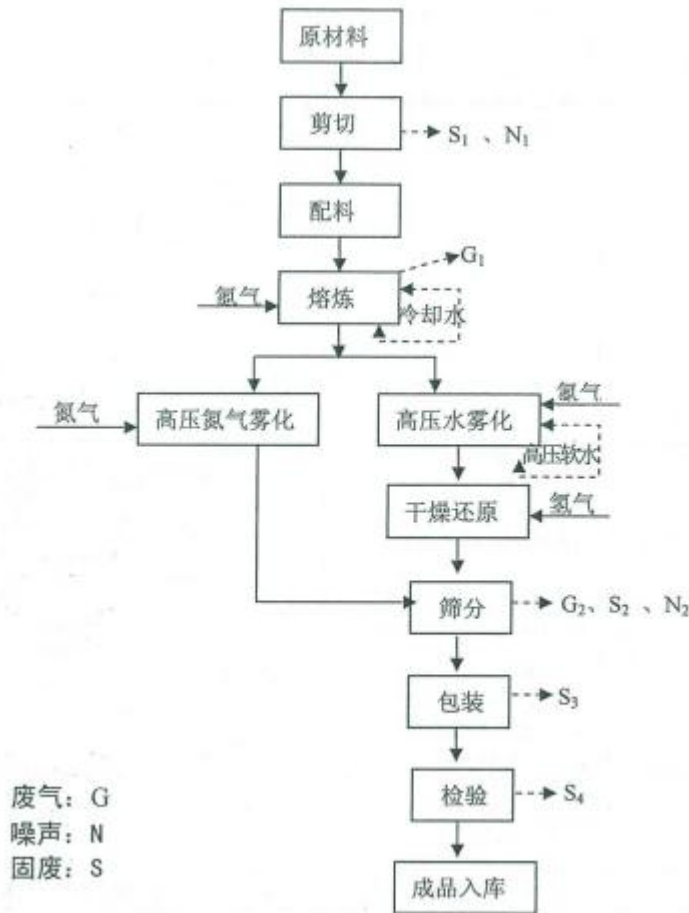 原材料
剪切
S₁ 、N₁
配料
G₁
氮气
熔炼
冷却水
氮气
高压氮气雾化
高压水雾化
氮气
高压软水
干燥还原
氢气
筛分
G₂、S₂ 、N₂
包装
S₃
检验
S₄
成品入库
废气：G
噪声：N
固废：S